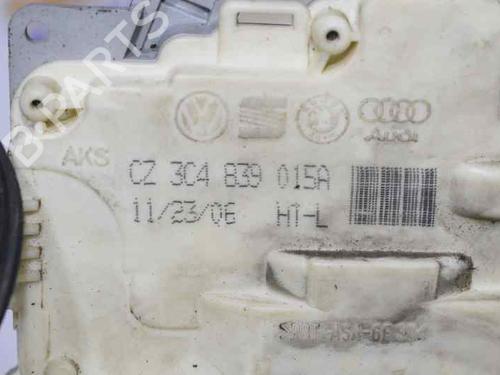 B-PARTS
AKS
Audi
CZ 3C4 839 015A
11/23/06 HT-L